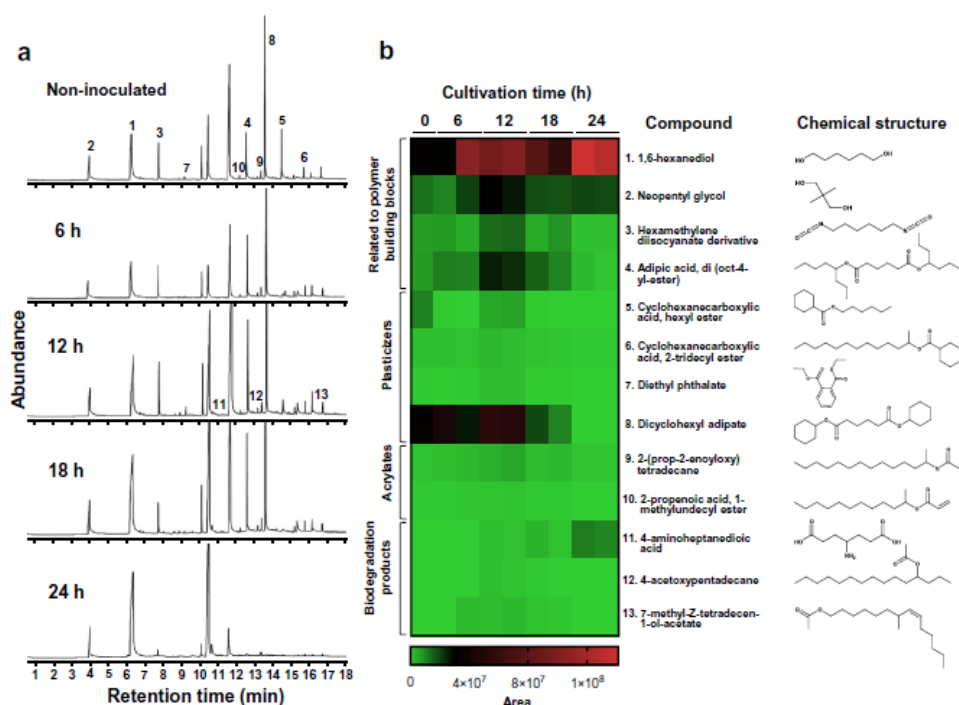 a
Non-inoculated
2
1
3
7
10
4
9
8
5
6
6 h
12 h
11
12
13
18 h
24 h
Abundance
1 2 3 4 5 6 7 8 9 10 11 12 13 14 15 16 17 18
Retention time (min)
b
Cultivation time (h)
0 6 12 18 24
Compound
Chemical structure
Related to polymer
building blocks
Plasticizers
Acrylates
Biodegradation
products
1. 1,6-hexanediol
2. Neopentyl glycol
3. Hexamethylene
diisocyanate derivative
4. Adipic acid, di (oct-4-
yl-ester)
5. Cyclohexanecarboxylic
acid, hexyl ester
6. Cyclohexanecarboxylic
acid, 2-tridecyl ester
7. Diethyl phthalate
8. Dicyclohexyl adipate
9. 2-(prop-2-enoyloxy)
tetradecane
10. 2-propenoic acid, 1-
methylundecyl ester
11. 4-aminoheptanedioic
acid
12. 4-acetoxypentadecane
13. 7-methyl-Z-tetradecen-
1-ol-acetate
HO OH
HO
OH
HO OH
NH₂
0 4×10⁷ 8×10⁷ 1×10⁸
Area